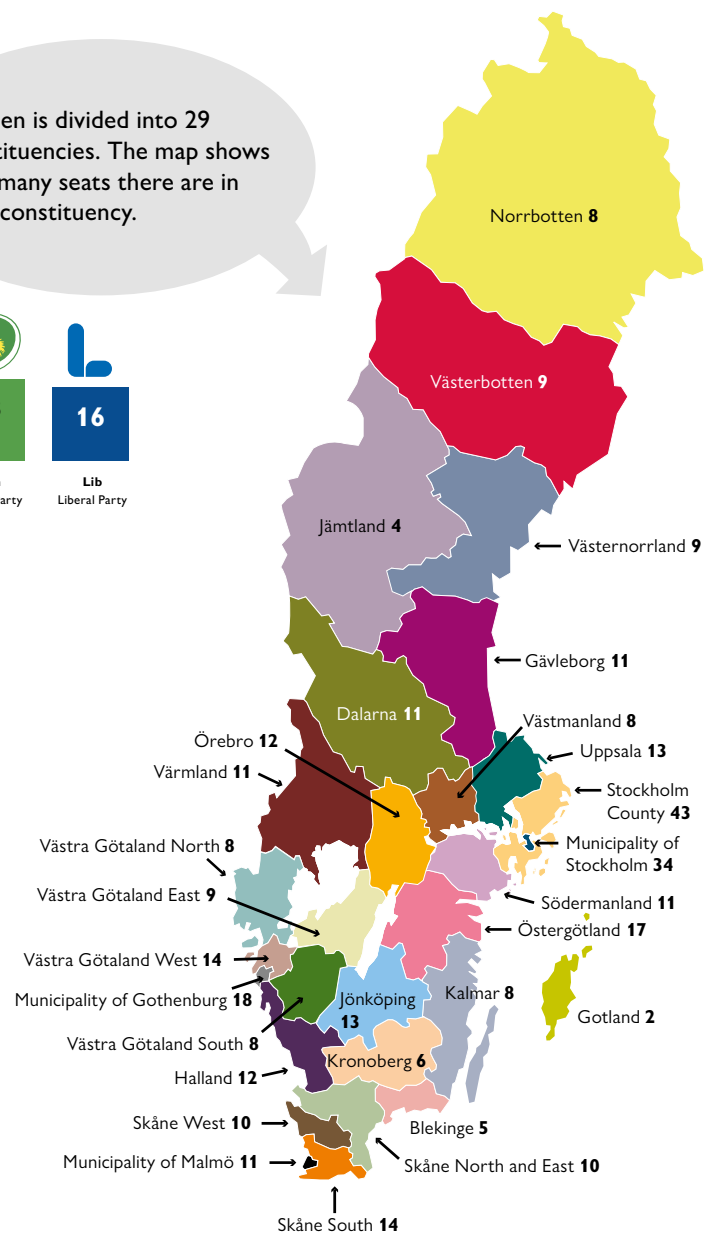 is divided into 29
The map shows
many seats there are in
constituency.
16
Lib
Liberal Party
Norrbotten 8
Västerbotten 9
Jämtland 4
Västernorrland 9
Gävleborg 11
Dalarna 11
Västmanland 8
Örebro 12
Uppsala 13
Värmland 11
Stockholm
County 43
Västra Götaland North 8
Municipality of
Stockholm 34
Västra Götaland East 9
Södermanland 11
Östergötland 17
Västra Götaland West 14
Municipality of Gothenburg 18
Jönköping
13
Kalmar 8
Gotland 2
Västra Götaland South 8
Kronoberg 6
Halland 12
Skåne West 10
Blekinge 5
Municipality of Malmö 11
Skåne North and East 10
Skåne South 14